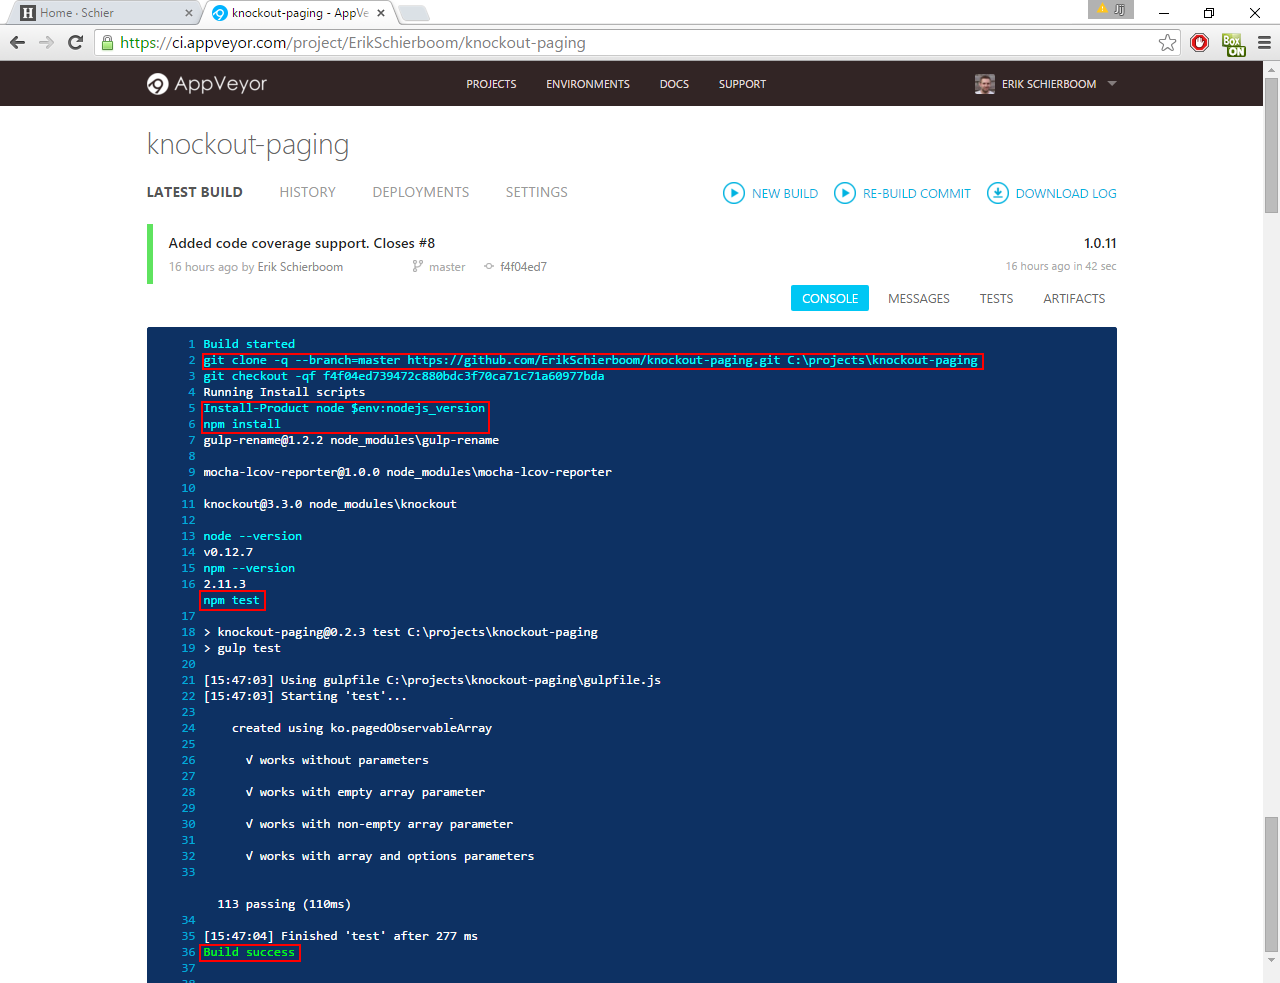 Home - Schier
knockout-paging - AppVe
Jj
https://ci.appveyor.com/project/ErikSchierboom/knockout-paging
Box
ON
AppVeyor
PROJECTS
ENVIRONMENTS
DOCS
SUPPORT
ERIK SCHIERBOOM
knockout-paging
LATEST BUILD
HISTORY
DEPLOYMENTS
SETTINGS
NEW BUILD
RE-BUILD COMMIT
DOWNLOAD LOG
Added code coverage support. Closes #8
1.0.11
16 hours ago by Erik Schierboom
master
f4f04ed7
16 hours ago in 42 sec
CONSOLE
MESSAGES
TESTS
ARTIFACTS
1 Build started
2 git clone -q --branch=master https://github.com/ErikSchierboom/knockout-paging.git C:\projects\knockout-paging
3 git checkout -qf f4f04ed739472c880bdc3f70ca71c71a60977bda
4 Running Install scripts
5 Install-Product node $env:nodejs_version
6 npm install
7 gulp-rename@1.2.2 node_modules\gulp-rename
8
9 mocha-lcov-reporter@1.0.0 node_modules\mocha-lcov-reporter
10
11 knockout@3.3.0 node_modules\knockout
12
13 node --version
14 v0.12.7
15 npm --version
16 2.11.3
npm test
17
18 > knockout-paging@0.2.3 test C:\projects\knockout-paging
19 > gulp test
20
21 [15:47:03] Using gulpfile C:\projects\knockout-paging\gulpfile.js
22 [15:47:03] Starting 'test'...
23
24 created using ko.pagedObservableArray
25
26 √ works without parameters
27
28 √ works with empty array parameter
29
30 √ works with non-empty array parameter
31
32 √ works with array and options parameters
33
113 passing (110ms)
34
35 [15:47:04] Finished 'test' after 277 ms
36 Build success
37